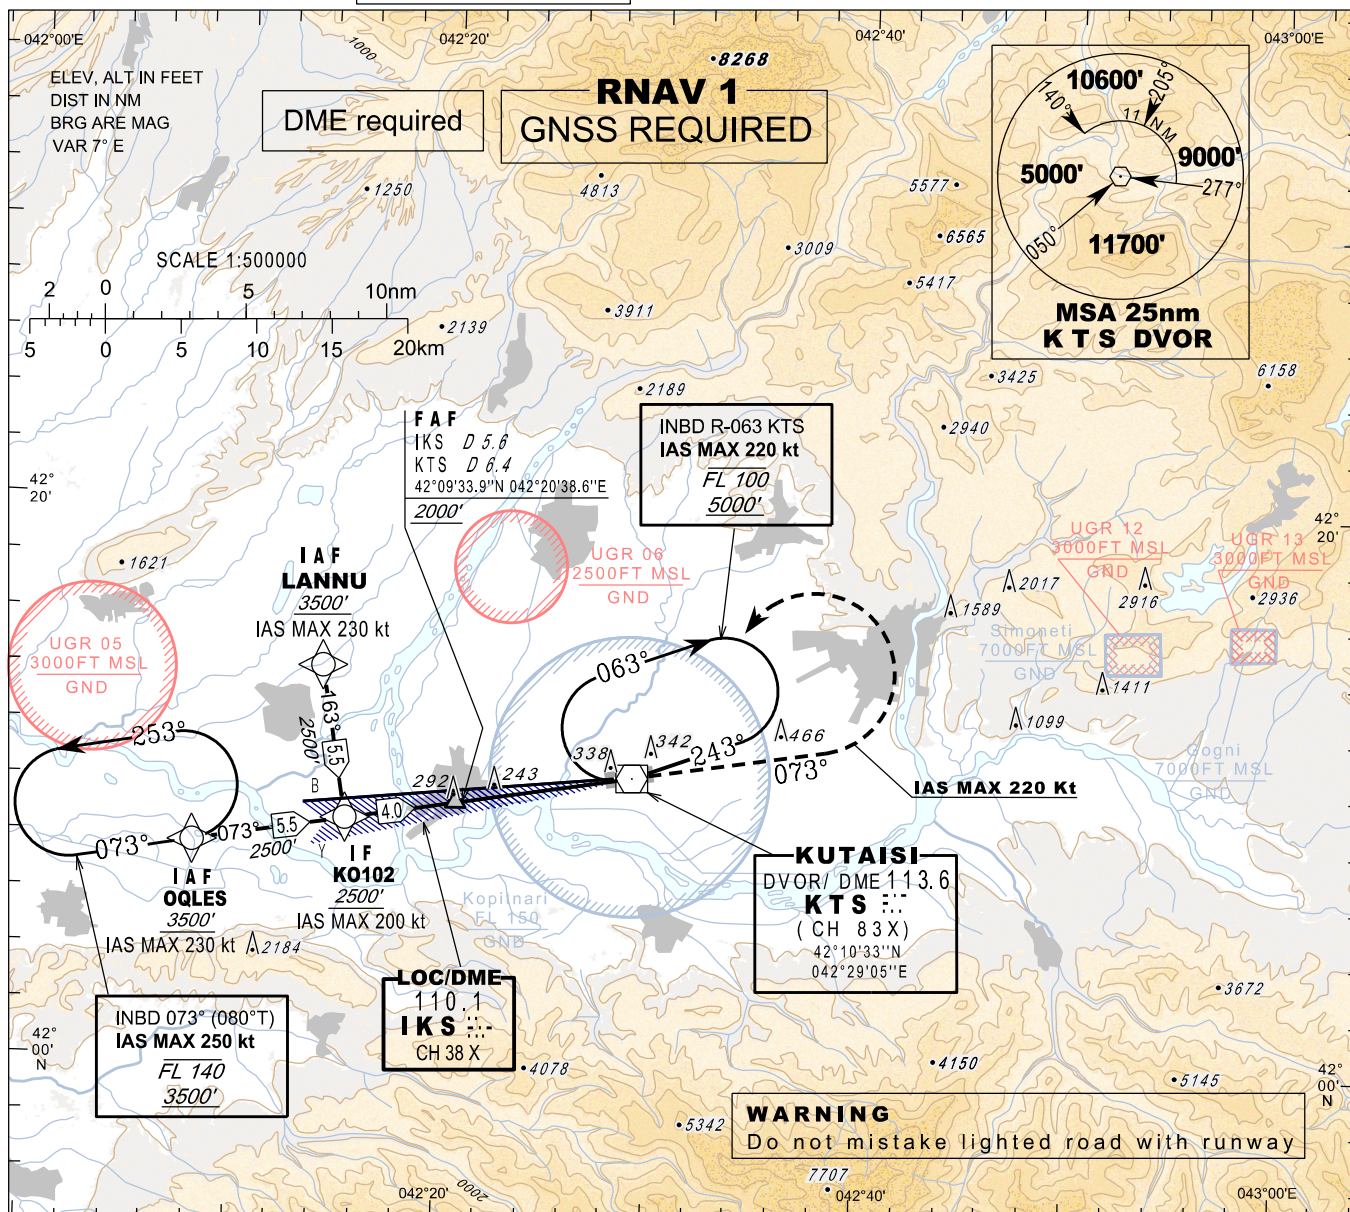 042°00'E
042°20'
042°40'
043°00'E
1000
8268
ELEV, ALT IN FEET
DIST IN NM
BRG ARE MAG
VAR 7° E
DME required
RNAV 1
GNSS REQUIRED
10600'
140°
205°
11 NM
9000'
5000'
277°
050°
11700'
MSA 25nm
KTS DVOR
1250
4813
5577
6565
3009
5417
SCALE 1:500000
2 0 5 10nm
5 0 5 10 15 20km
3911
2139
2189
3425
6158
2940
FAF
IKS D 5.6
KTS D 6.4
42°09'33.9''N 042°20'38.6''E
2000'
INBD R-063 KTS
IAS MAX 220 kt
FL 100
5000'
42°
20'
42°
20'
1621
IAF
LANNU
3500'
IAS MAX 230 kt
UGR 06
2500FT MSL
GND
UGR 12
3000FT MSL
GND
UGR 13
3000FT MSL
GND
2017
2916
2936
1589
UGR 05
3000FT MSL
GND
Simoneti
7000FT MSL
GND
1411
1099
063°
163°
5.5
2500'
253°
B
292
243
338
342
466
243°
073°
IAS MAX 220 Kt
Gogni
7000FT MSL
GND
073°
073°
5.5
2500'
4.0
Y
IAF
OQLES
3500'
IAS MAX 230 kt
IF
KO102
2500'
IAS MAX 200 kt
2184
Kopitnari
FL 150
GND
KUTAISI
DVOR/ DME 113.6
KTS
( CH 83X)
42°10'33''N
042°29'05''E
LOC/DME
110.1
IKS
CH 38 X
INBD 073° (080°T)
IAS MAX 250 kt
FL 140
3500'
42°
00'
N
42°
00'
N
3672
4078
4150
5145
5342
WARNING
Do not mistake lighted road with runway
7707
2000
042°20'
042°40'
043°00'E